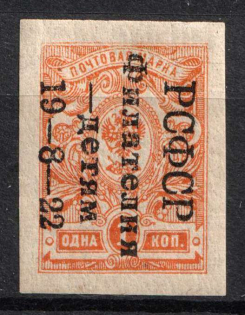 ПОЧТОВАЯ МАРКА
РСФСР
Филателия
—детям
19—8—22
ОДНА КОП.